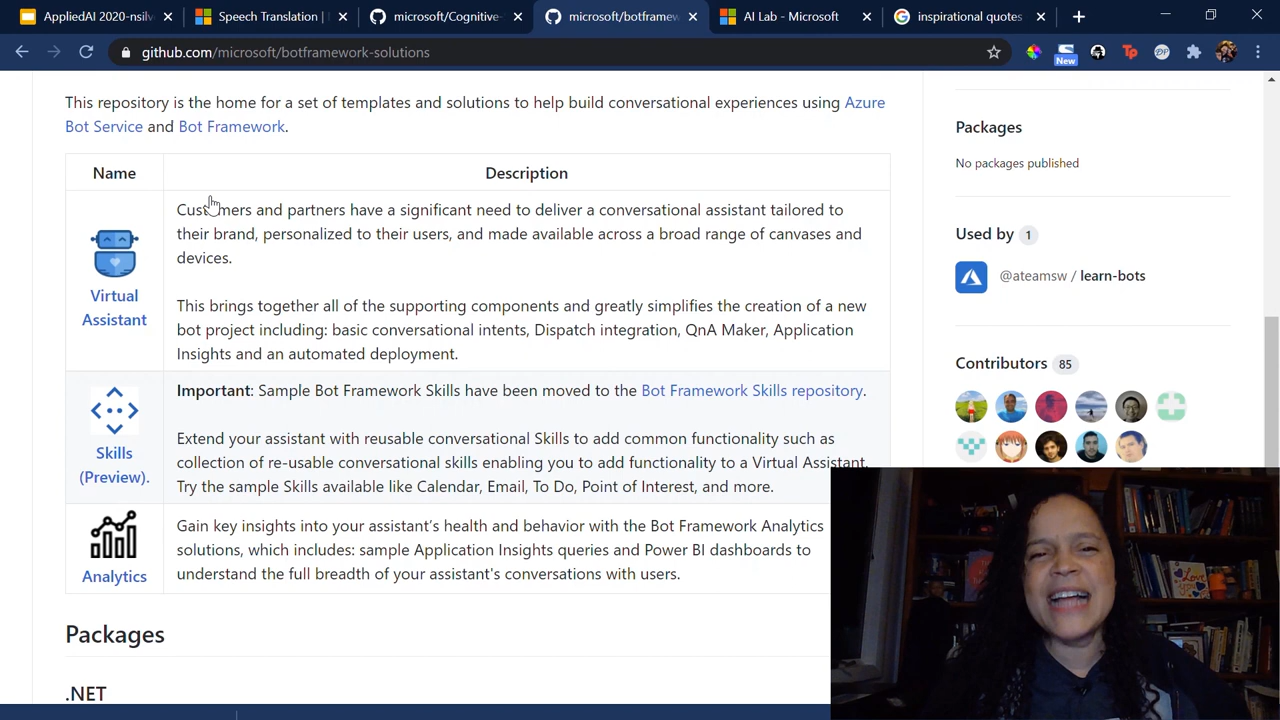 AppliedAI 2020-nsilv
Speech Translation |
microsoft/Cognitive-
microsoft/botframew
AI Lab - Microsoft
inspirational quotes
github.com/microsoft/botframework-solutions
Tp
DF
New
This repository is the home for a set of templates and solutions to help build conversational experiences using Azure
Bot Service and Bot Framework.
Name
Description
Customers and partners have a significant need to deliver a conversational assistant tailored to
their brand, personalized to their users, and made available across a broad range of canvases and
devices.
Virtual
Assistant
This brings together all of the supporting components and greatly simplifies the creation of a new
bot project including: basic conversational intents, Dispatch integration, QnA Maker, Application
Insights and an automated deployment.
Skills
(Preview).
Important: Sample Bot Framework Skills have been moved to the Bot Framework Skills repository.
Extend your assistant with reusable conversational Skills to add common functionality such as
collection of re-usable conversational skills enabling you to add functionality to a Virtual Assistant.
Try the sample Skills available like Calendar, Email, To Do, Point of Interest, and more.
Analytics
Gain key insights into your assistant's health and behavior with the Bot Framework Analytics
solutions, which includes: sample Application Insights queries and Power BI dashboards to
understand the full breadth of your assistant's conversations with users.
Packages
.NET
Packages
No packages published
Used by 1
@ateamsw / learn-bots
Contributors 85